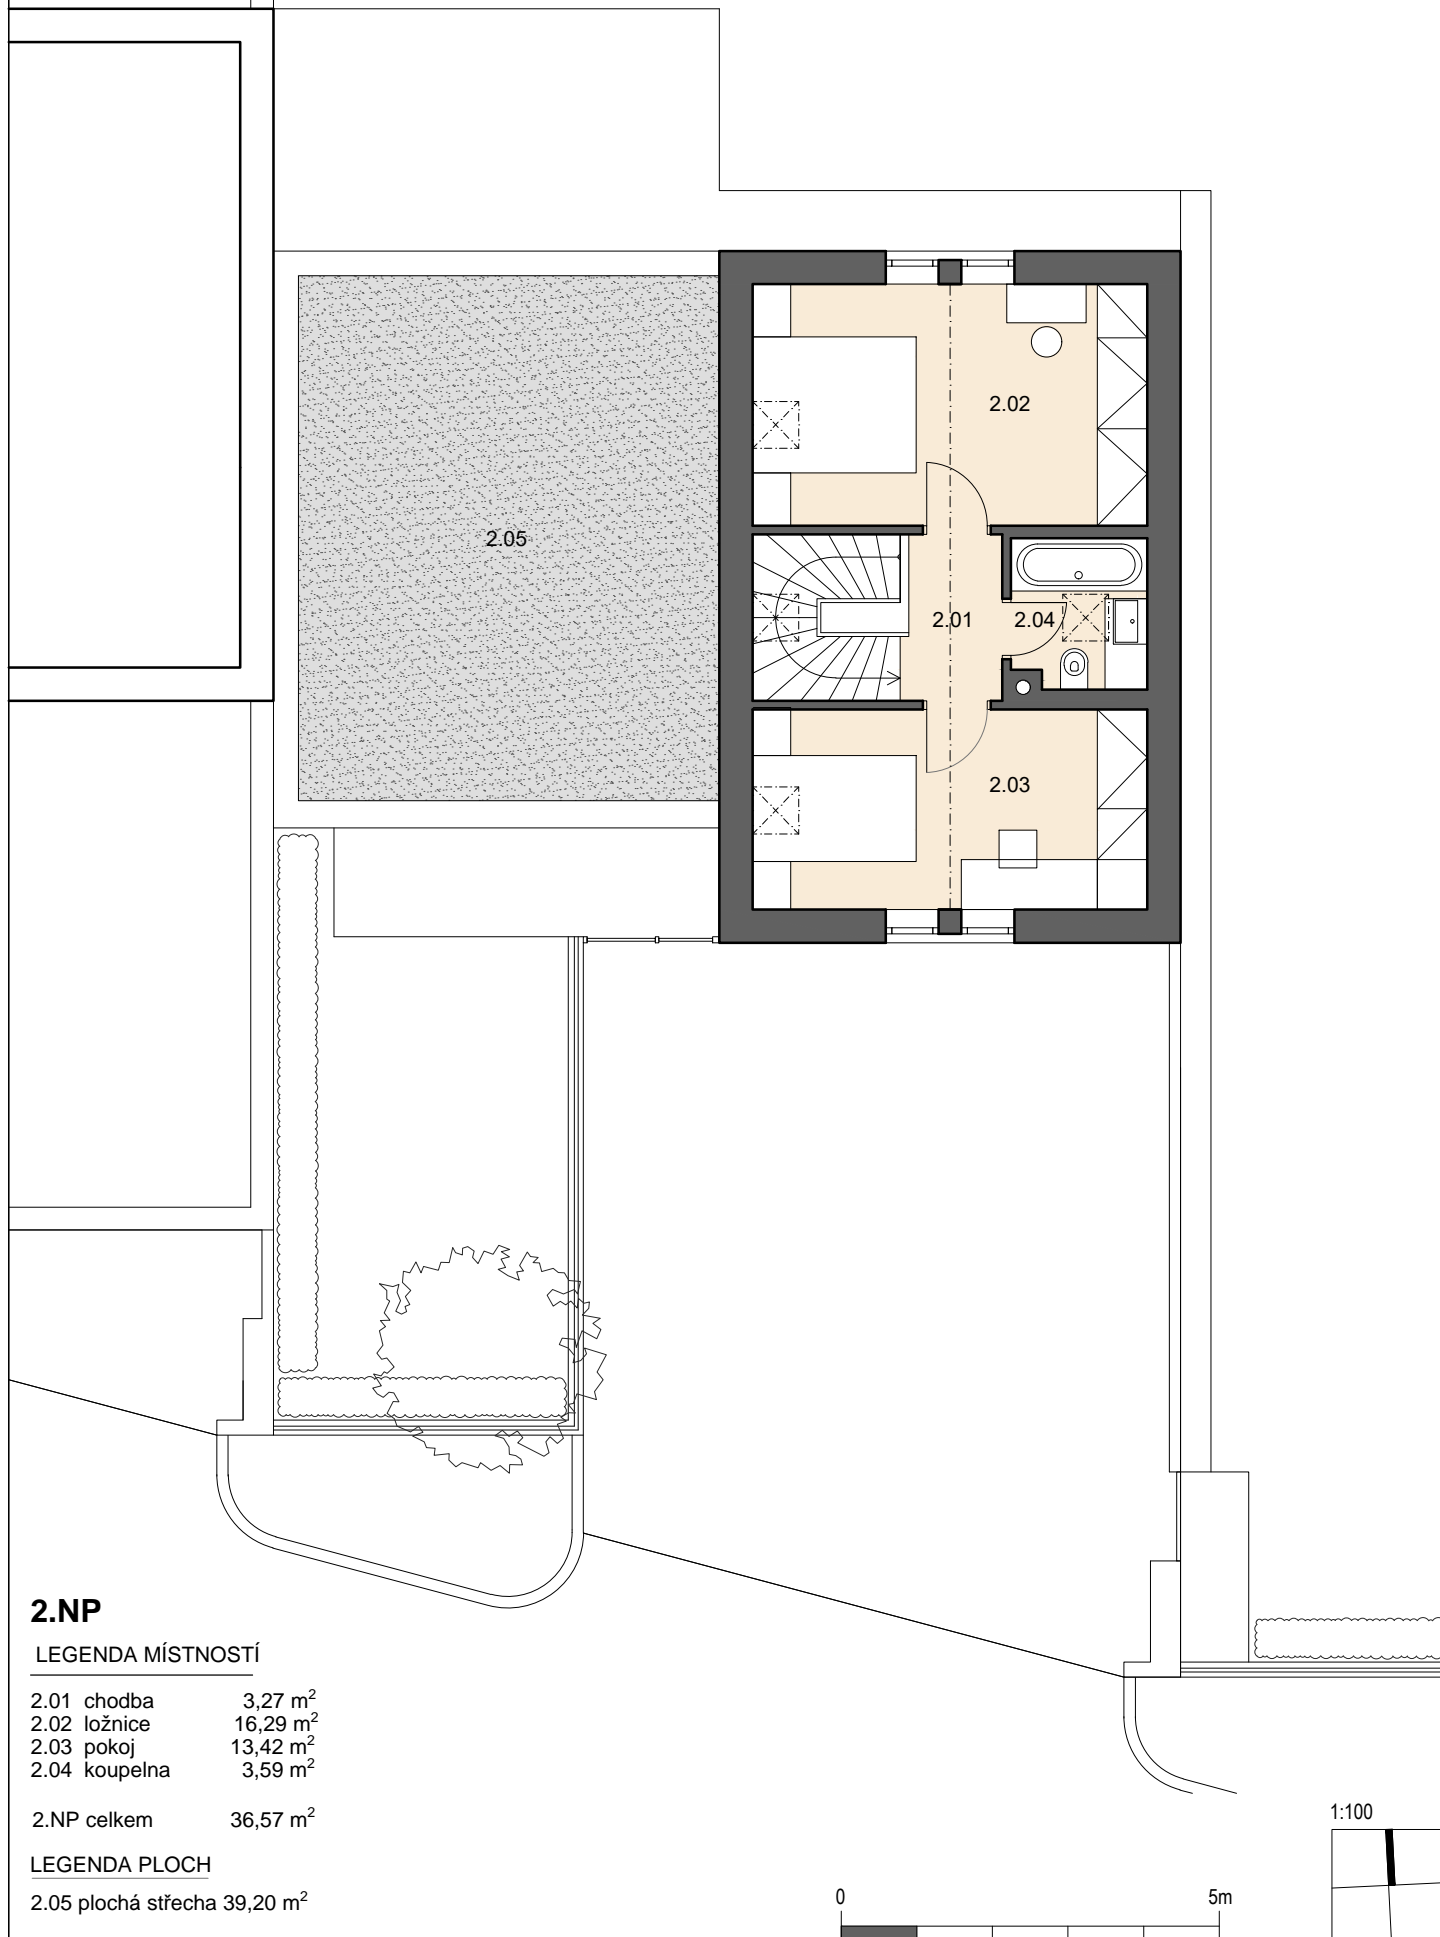 2.02
2.05
2.01
2.04
2.03
2.NP
LEGENDA MÍSTNOSTÍ
2.01 chodba 3,27 m²
2.02 ložnice 16,29 m²
2.03 pokoj 13,42 m²
2.04 koupelna 3,59 m²
2.NP celkem 36,57 m²
LEGENDA PLOCH
2.05 plochá střecha 39,20 m²
1:100
0 5m